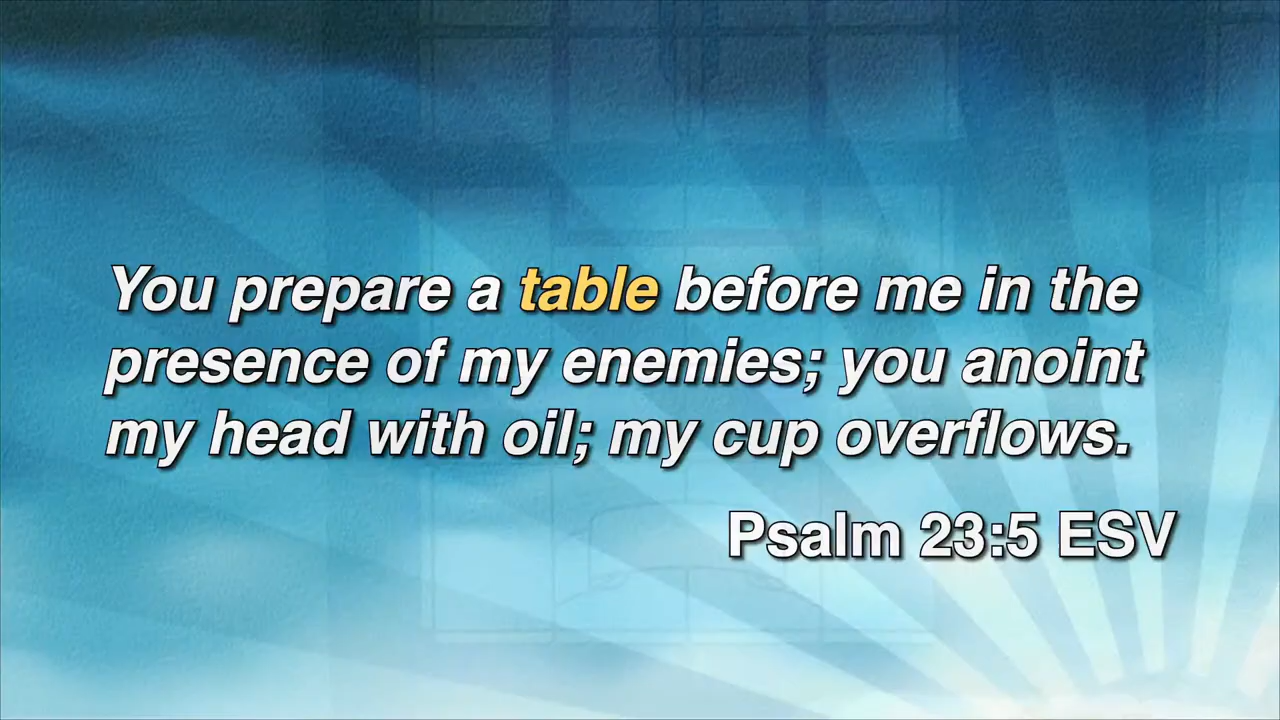 You prepare a table before me in the
presence of my enemies; you anoint
my head with oil; my cup overflows.
Psalm 23:5 ESV